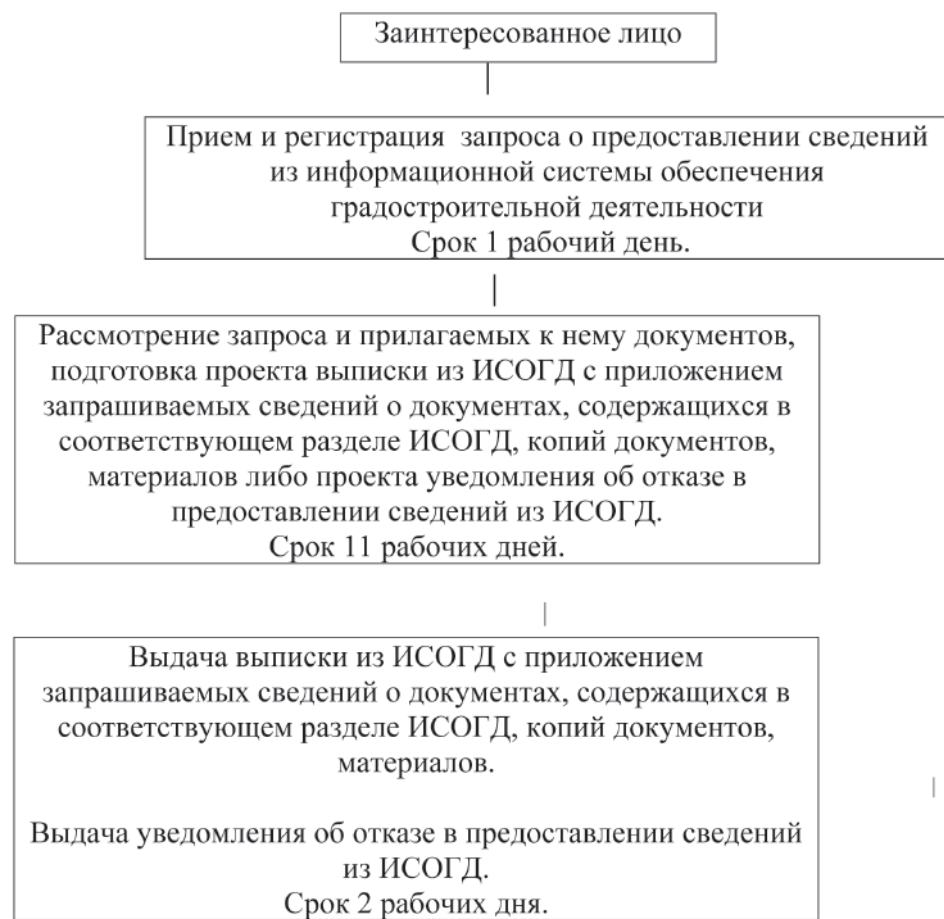 Заинтересованное лицо
Прием и регистрация запроса о предоставлении сведений
из информационной системы обеспечения
градостроительной деятельности
Срок 1 рабочий день.
Рассмотрение запроса и прилагаемых к нему документов,
подготовка проекта выписки из ИСОГД с приложением
запрашиваемых сведений о документах, содержащихся в
соответствующем разделе ИСОГД, копий документов,
материалов либо проекта уведомления об отказе в
предоставлении сведений из ИСОГД.
Срок 11 рабочих дней.
Выдача выписки из ИСОГД с приложением
запрашиваемых сведений о документах, содержащихся в
соответствующем разделе ИСОГД, копий документов,
материалов.
Выдача уведомления об отказе в предоставлении сведений
из ИСОГД.
Срок 2 рабочих дня.